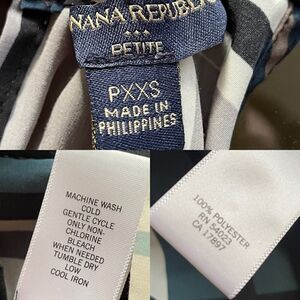 NANA REPUBLIC
PETITE
PXXS
MADE IN
PHILIPPINES
MACHINE WASH
COLD
GENTLE CYCLE
ONLY NON-
CHLORINE
BLEACH
WHEN NEEDED
TUMBLE DRY
LOW
COOL IRON
100% POLYESTER
RN 54023
CA 17897